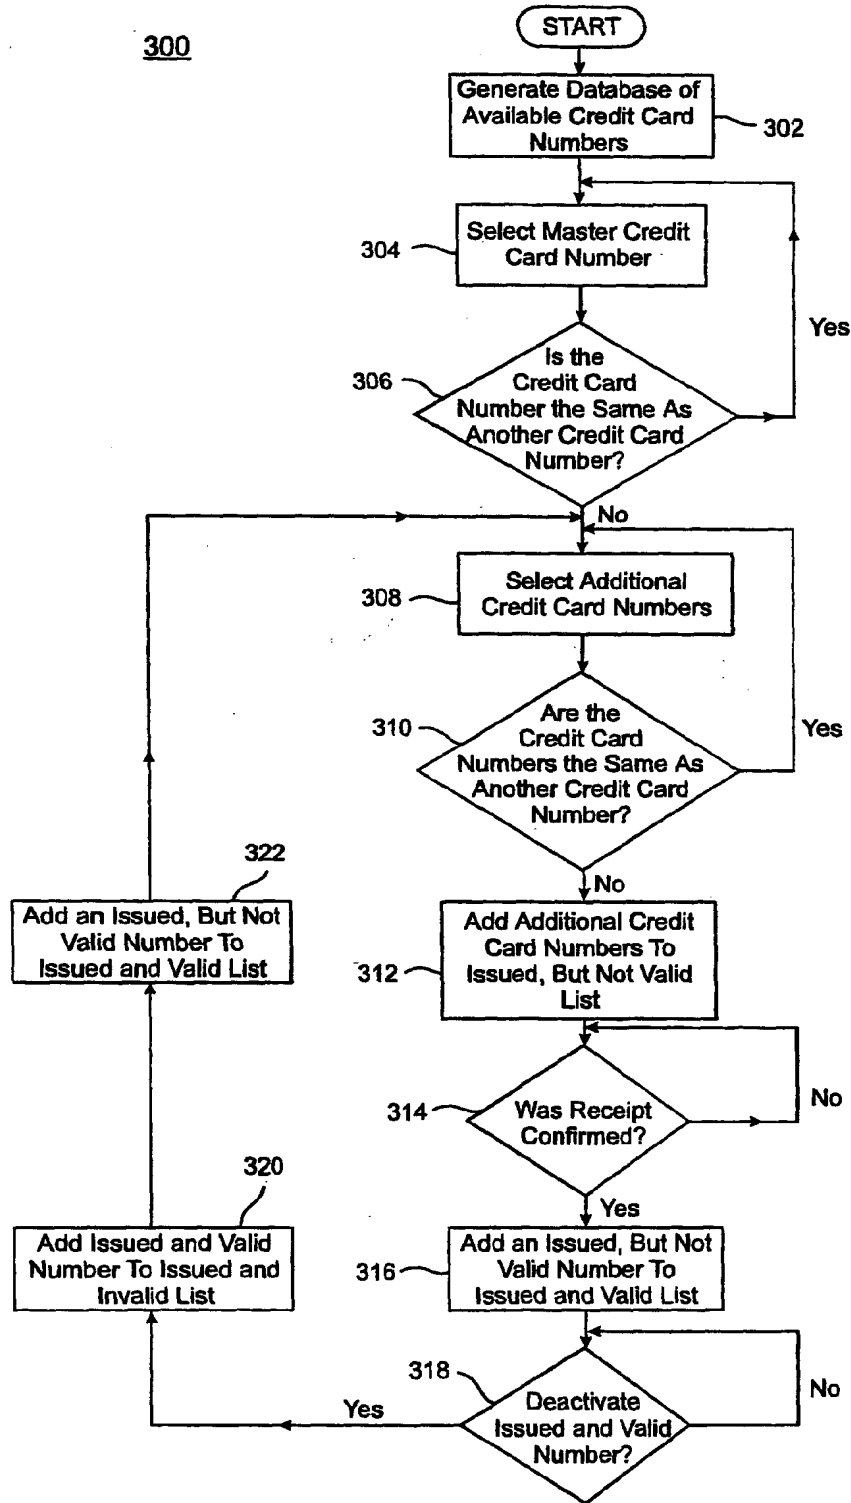 300
START
Generate Database of
Available Credit Card
Numbers
302
Select Master Credit
Card Number
304
Yes
Is the
Credit Card
Number the Same As
Another Credit Card
Number?
306
No
Select Additional
Credit Card Numbers
308
Are the
Credit Card
Numbers the Same As
Another Credit Card
Number?
310
Yes
No
Add Additional Credit
Card Numbers To
Issued, But Not Valid
List
312
Was Receipt
Confirmed?
314
No
Yes
Add an Issued, But Not
Valid Number To
Issued and Valid List
316
Deactivate
Issued and Valid
Number?
318
No
Yes
Add Issued and Valid
Number To Issued and
Invalid List
320
Add an Issued, But Not
Valid Number To
Issued and Valid List
322